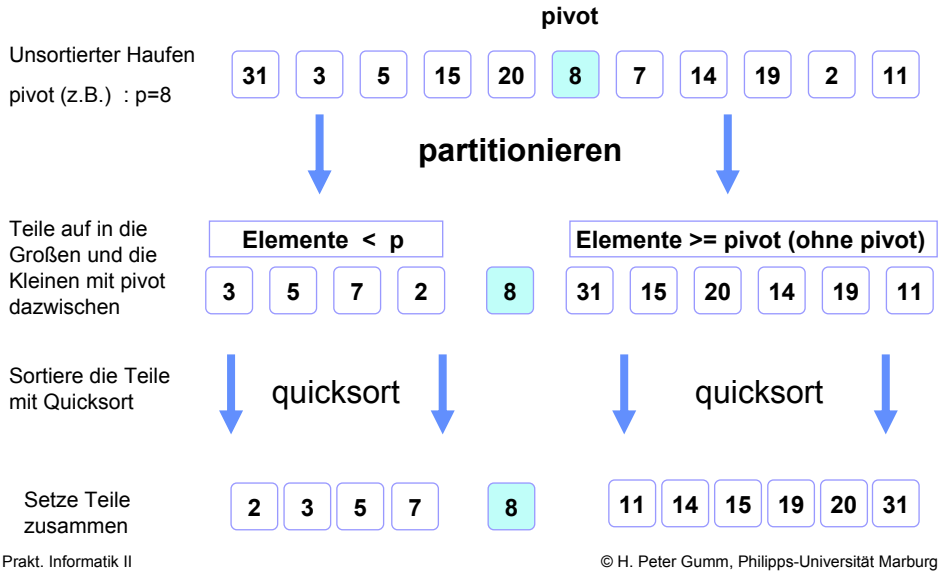 pivot
Unsortierter Haufen
pivot (z.B.) : p=8
31 3 5 15 20 8 7 14 19 2 11
partitionieren
Teile auf in die
Großen und die
Kleinen mit pivot
dazwischen
Elemente < p
Elemente >= pivot (ohne pivot)
3 5 7 2 8 31 15 20 14 19 11
Sortiere die Teile
mit Quicksort
quicksort
quicksort
Setze Teile
zusammen
2 3 5 7 8 11 14 15 19 20 31
Prakt. Informatik II
© H. Peter Gumm, Philipps-Universität Marburg